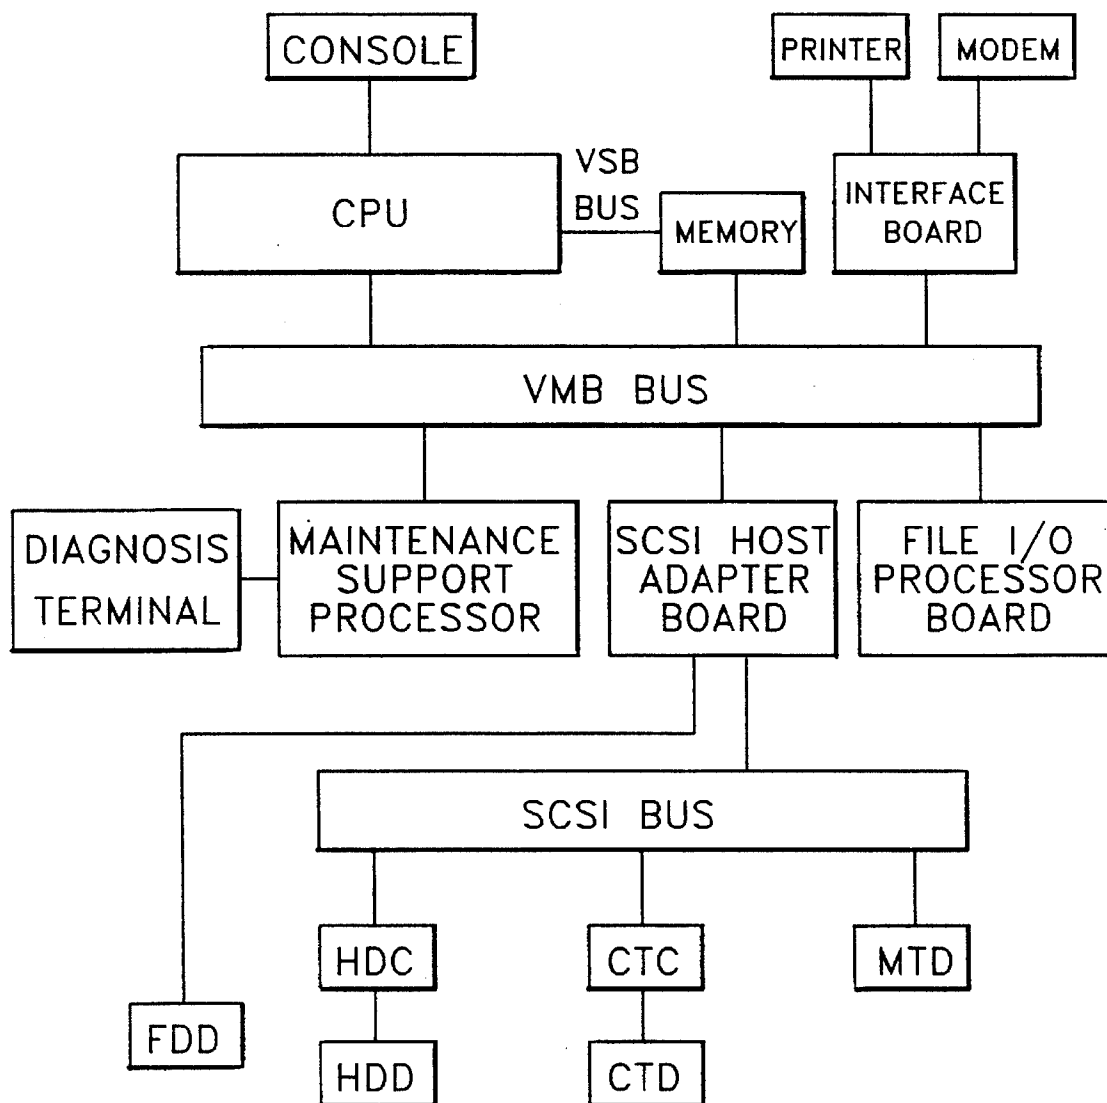 CONSOLE
PRINTER
MODEM
CPU
VSB
BUS
MEMORY
INTERFACE
BOARD
VMB BUS
DIAGNOSIS
TERMINAL
MAINTENANCE
SUPPORT
PROCESSOR
SCSI HOST
ADAPTER
BOARD
FILE I/O
PROCESSOR
BOARD
SCSI BUS
HDC
CTC
MTD
FDD
HDD
CTD